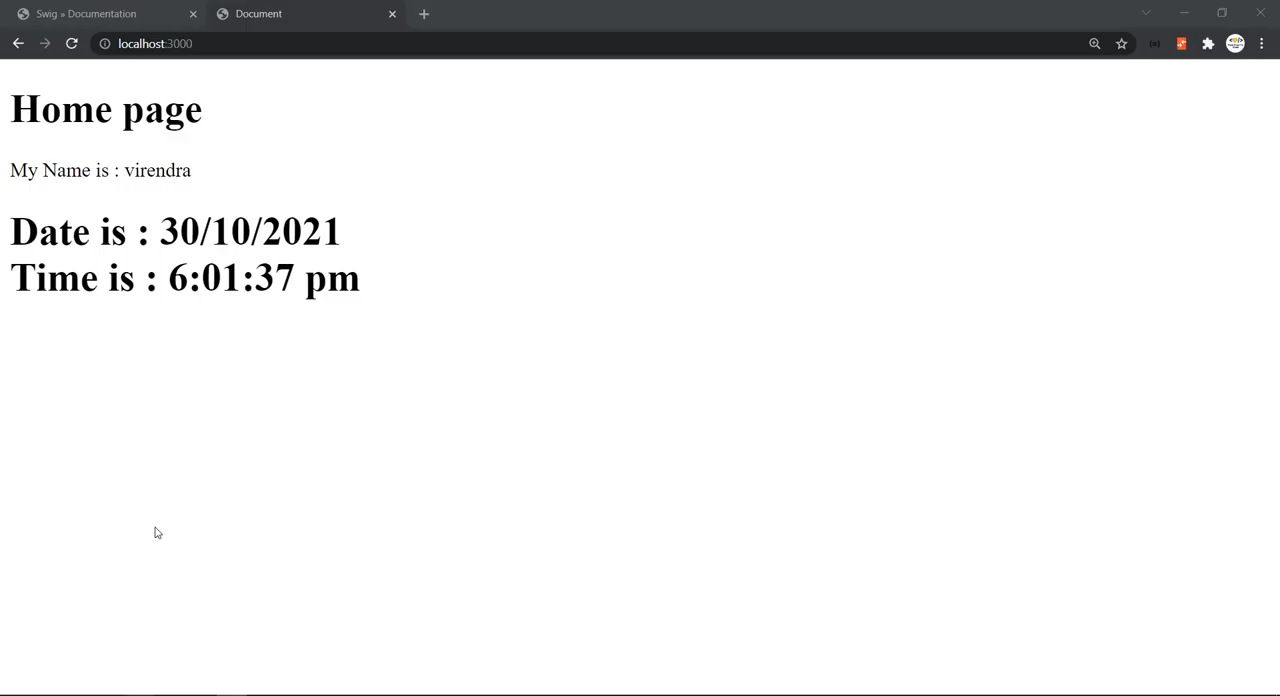 Swig » Documentation
Document
localhost:3000
Home page
My Name is : virendra
Date is : 30/10/2021
Time is : 6:01:37 pm